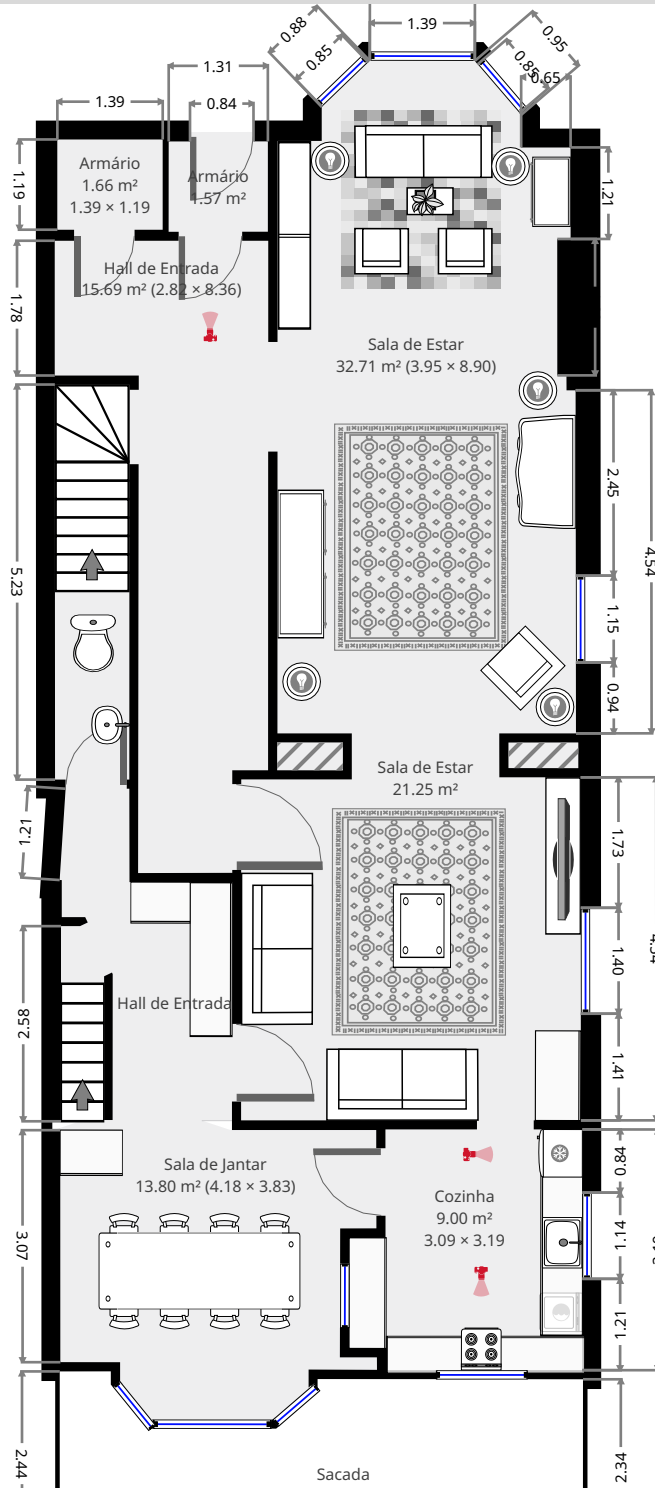 0.88
0.85
1.39
0.95
0.85
0.65
1.31
1.39
0.84
1.19
Armário
1.66 m²
1.39 × 1.19
Armário
1.57 m²
1.21
1.78
Hall de Entrada
15.69 m² (2.82 × 8.36)
Sala de Estar
32.71 m² (3.95 × 8.90)
2.45
4.54
5.23
1.15
0.94
Sala de Estar
21.25 m²
1.21
1.73
1.40
Hall de Entrada
2.58
1.41
Sala de Jantar
13.80 m² (4.18 × 3.83)
0.84
Cozinha
9.00 m²
3.09 × 3.19
1.14
3.07
1.21
2.44
2.34
Sacada